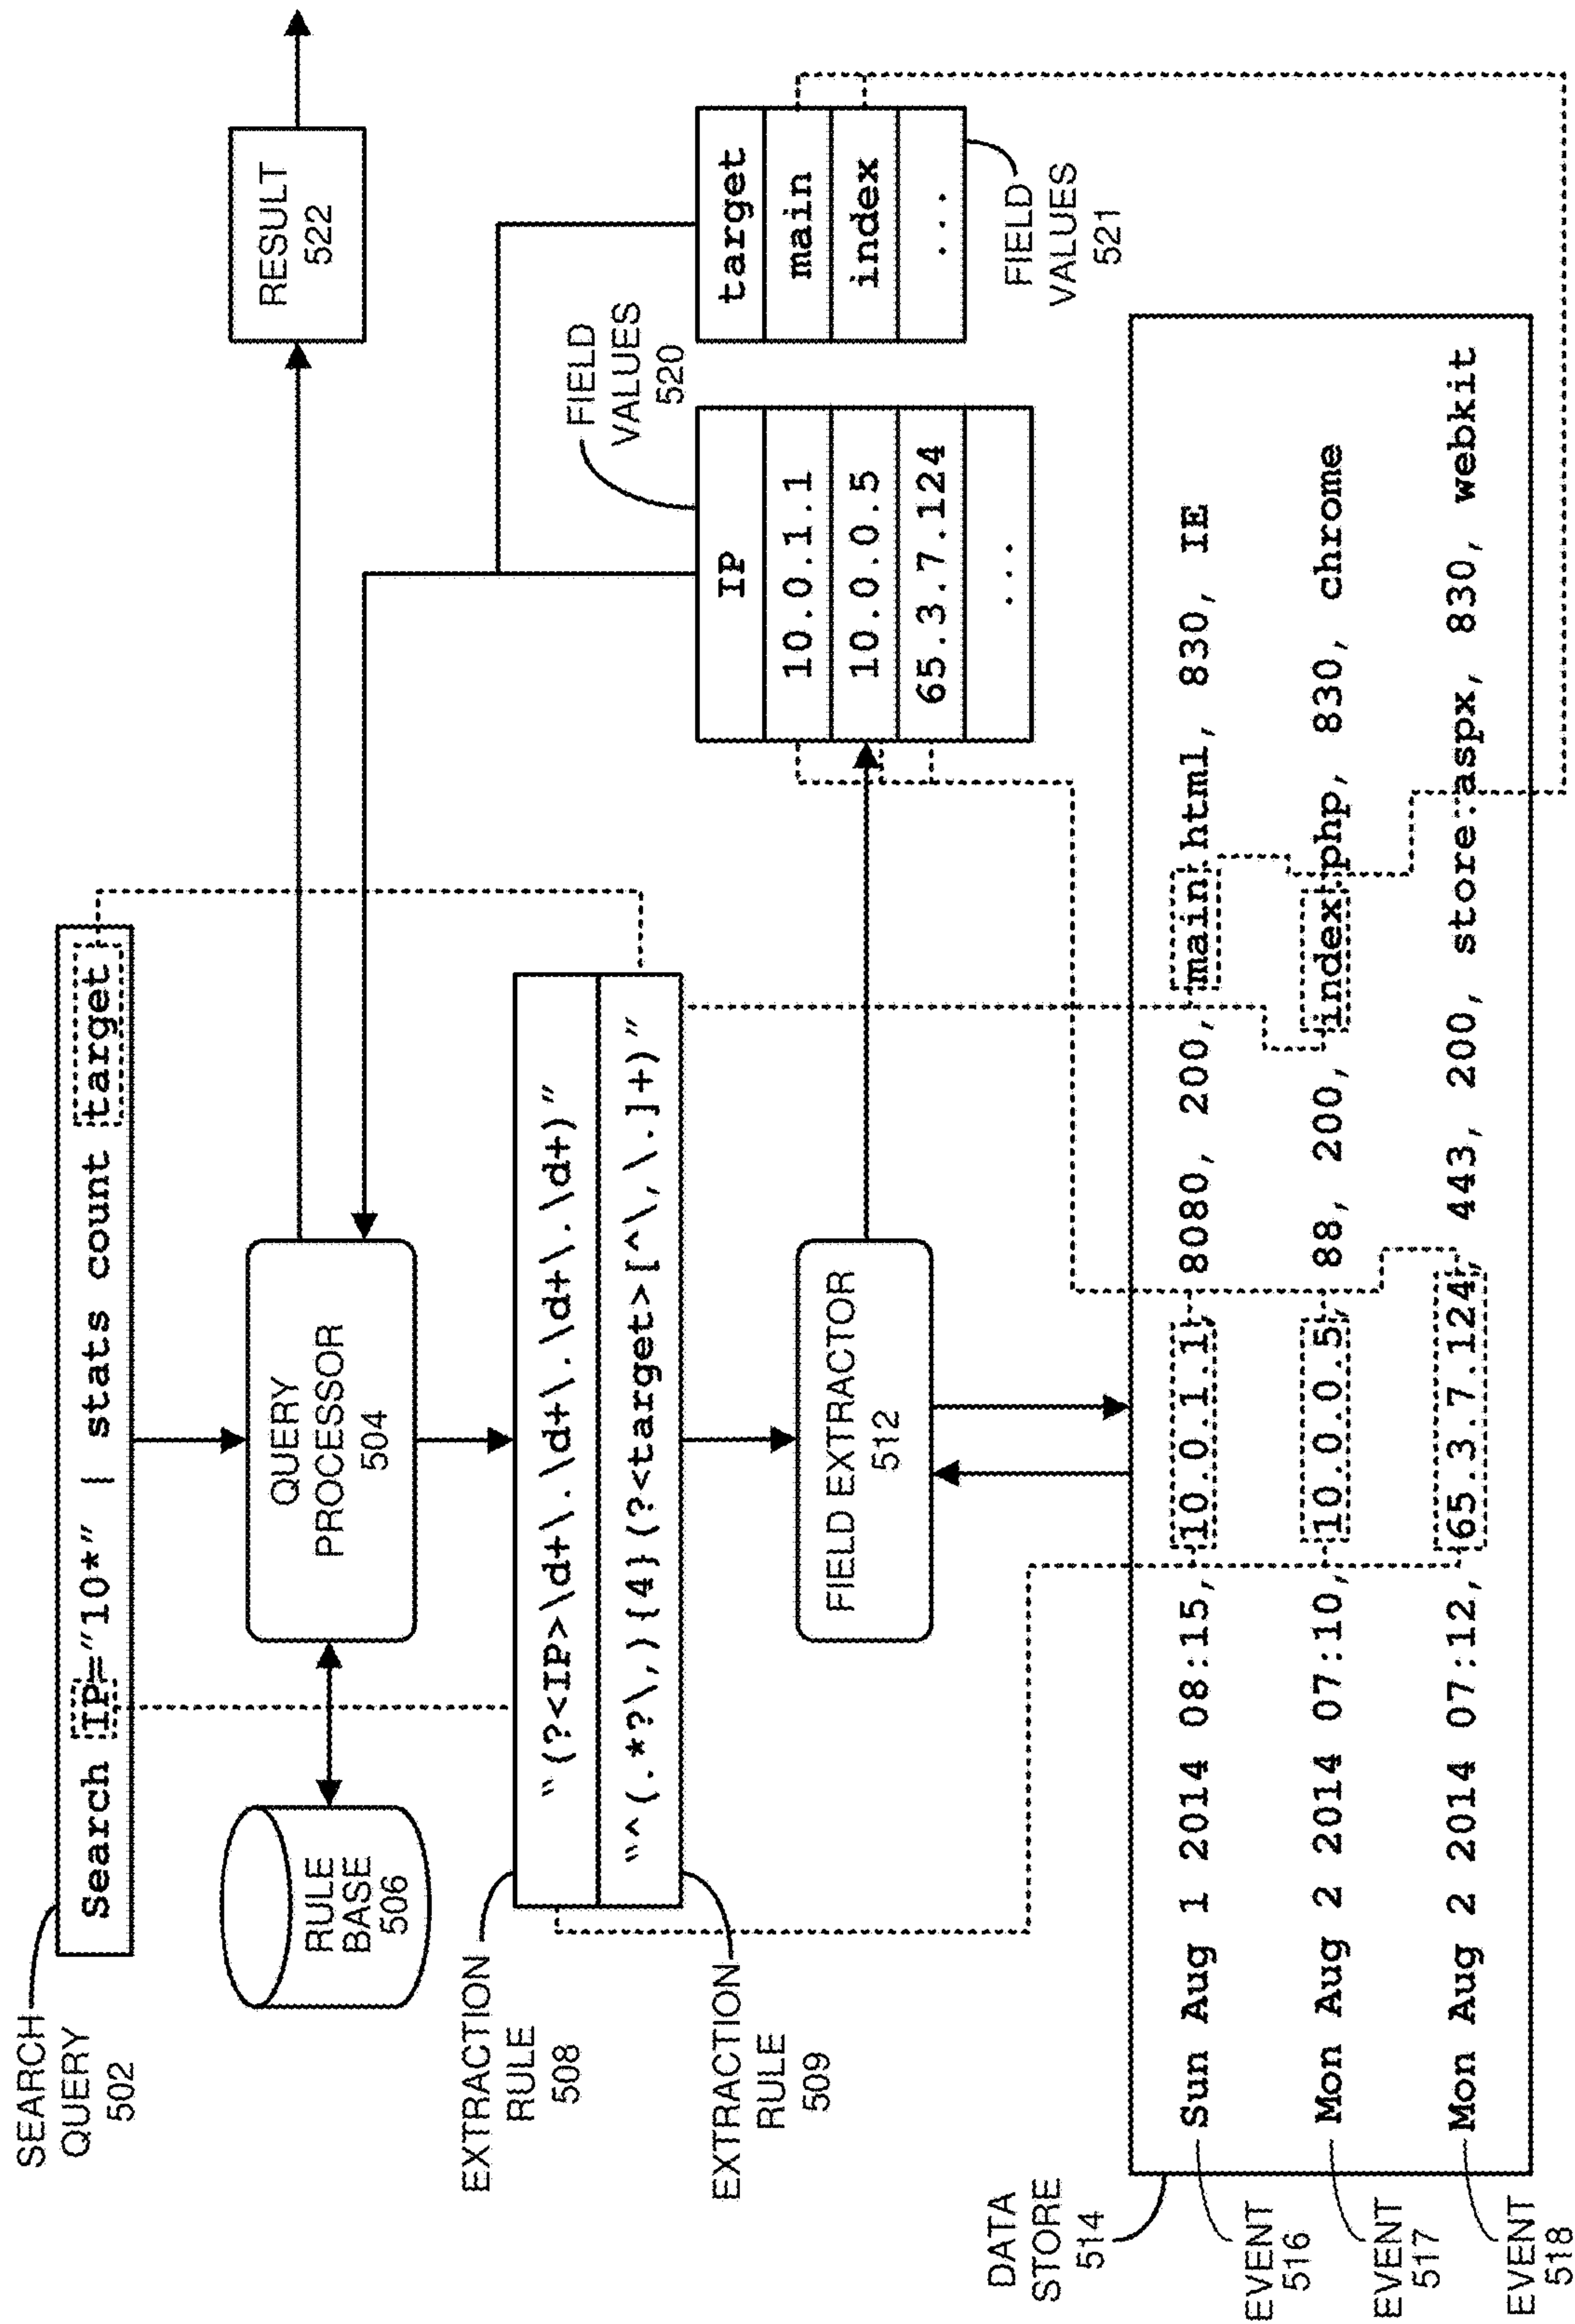 SEARCH
QUERY
502
Search IP="10*" | stats count target
RULE
BASE
506
QUERY
PROCESSOR
504
RESULT
522
EXTRACTION
RULE
508
"(?<IP>\d+\.\d+\.\d+\.\d+)"
"^(.*?\,){4}(?<target>[^\,\.]+)"
EXTRACTION
RULE
509
FIELD
VALUES
520
IP
10.0.1.1
10.0.0.5
65.3.7.124
...
target
main
index
...
FIELD
VALUES
521
FIELD EXTRACTOR
512
DATA
STORE
514
EVENT
516
Sun Aug 1 2014 08:15, 10.0.1.1, 8080, 200, main.html, 830, IE
EVENT
517
Mon Aug 2 2014 07:10, 10.0.0.5, 88, 200, index.php, 830, chrome
EVENT
518
Mon Aug 2 2014 07:12, 65.3.7.124, 443, 200, store.aspx, 830, webkit